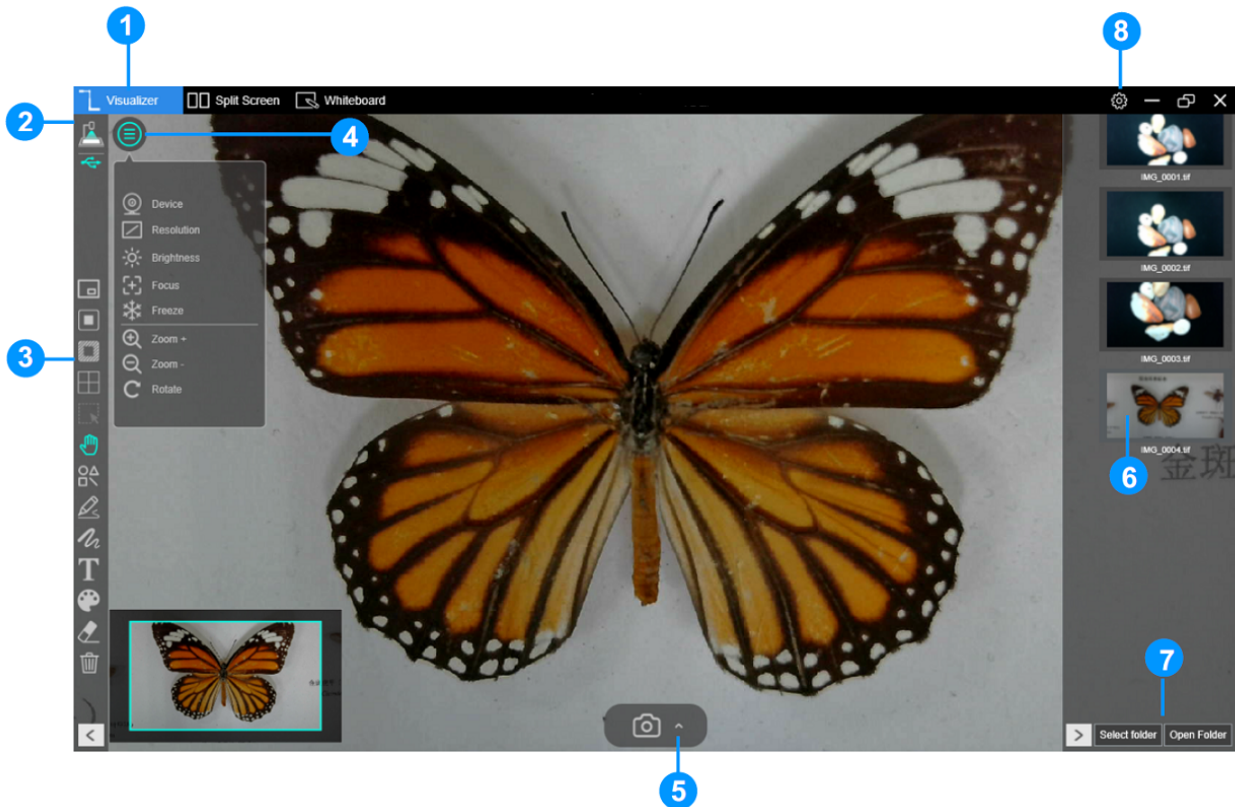 1
8
Visualizer Split Screen Whiteboard
2
4
IMG_0001.tif
Device
Resolution
Brightness
IMG_0002.tif
Focus
Freeze
Zoom +
3
IMG_0003.tif
Zoom -
Rotate
IMG_0004.tif
6
金斑
T
7
Select folder Open Folder
5